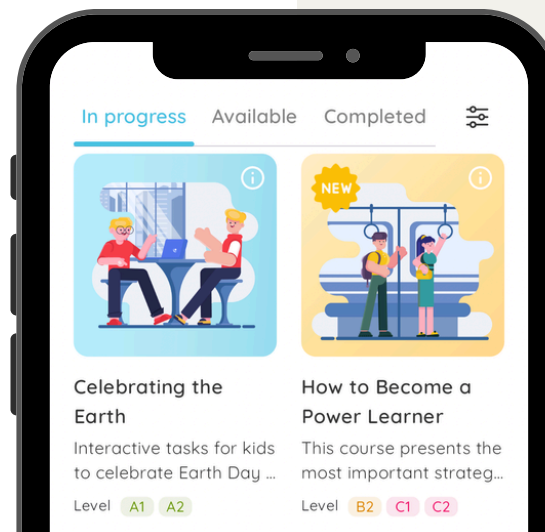 In progress Available Completed
NEW
Celebrating the
Earth
Interactive tasks for kids
to celebrate Earth Day ...
Level A1 A2
How to Become a
Power Learner
This course presents the
most important strateg...
Level B2 C1 C2